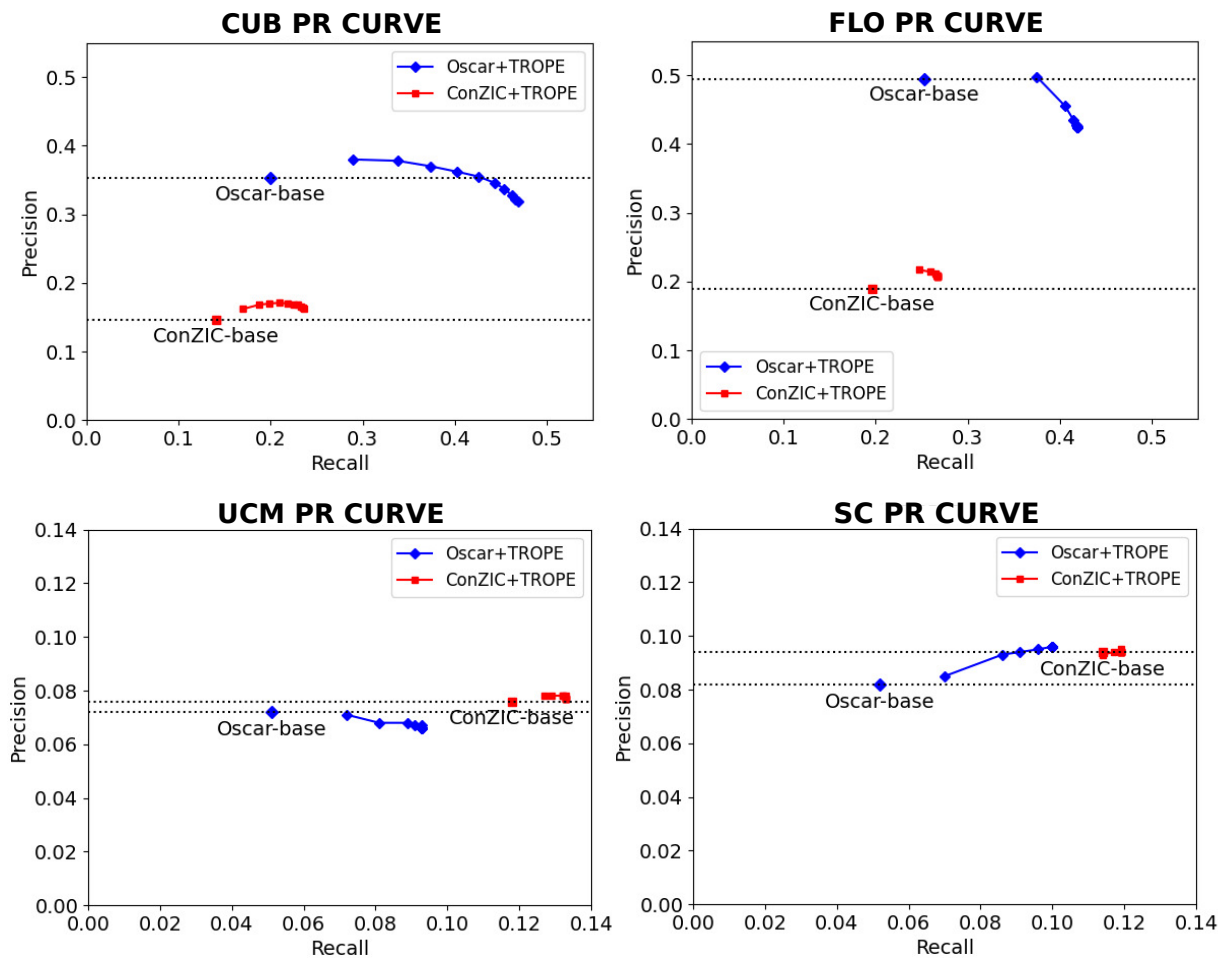 CUB PR CURVE
Oscar+TROPE
ConZIC+TROPE
Oscar-base
ConZIC-base
Precision
0.5
0.4
0.3
0.2
0.1
0.0
0.0 0.1 0.2 0.3 0.4 0.5
Recall
FLO PR CURVE
Oscar-base
ConZIC-base
Oscar+TROPE
ConZIC+TROPE
Precision
0.5
0.4
0.3
0.2
0.1
0.0
0.0 0.1 0.2 0.3 0.4 0.5
Recall
UCM PR CURVE
Oscar+TROPE
ConZIC+TROPE
Oscar-base
ConZIC-base
Precision
0.14
0.12
0.10
0.08
0.06
0.04
0.02
0.00
0.00 0.02 0.04 0.06 0.08 0.10 0.12 0.14
Recall
SC PR CURVE
Oscar+TROPE
ConZIC+TROPE
ConZIC-base
Oscar-base
Precision
0.14
0.12
0.10
0.08
0.06
0.04
0.02
0.00
0.00 0.02 0.04 0.06 0.08 0.10 0.12 0.14
Recall